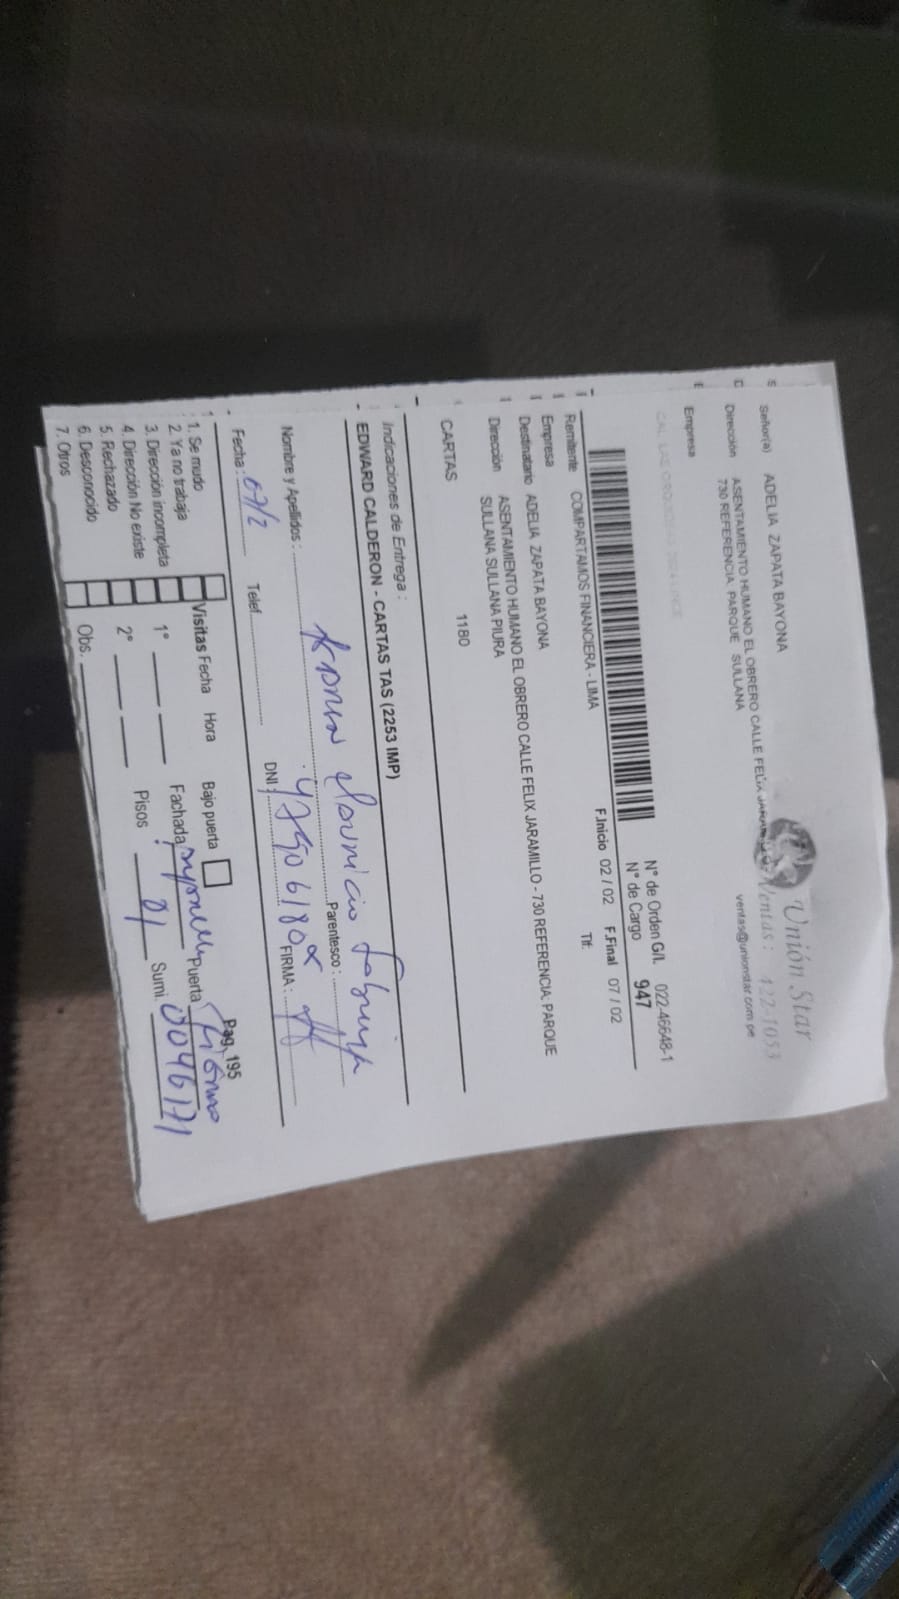 Unión Star
Ventas: 422-1053
ventas@unionstar.com.pe
Señor(a) ADELIA ZAPATA BAYONA
Dirección ASENTAMIENTO HUMANO EL OBRERO CALLE FELIX
730 REFERENCIA: PARQUE SULLANA
Empresa
N° de Orden G/I. 022-46648-1
N° de Cargo 947
F.Inicio 02 / 02 F.Final 07 / 02
Remitente COMPARTAMOS FINANCIERA - LIMA Tlf:
Empresa
Destinatario ADELIA ZAPATA BAYONA
Dirección ASENTAMIENTO HUMANO EL OBRERO CALLE FELIX JARAMILLO - 730 REFERENCIA: PARQUE
SULLANA SULLANA PIURA
CARTAS 1180
Indicaciones de Entrega :
EDWARD CALDERON - CARTAS TAS (2253 IMP)
Nombre y Apellidos : Parentesco :
Fecha : 07/2 Telef. DNI: FIRMA :
Pag. 195
1. Se mudo Visitas Fecha Hora Bajo puerta
2. Ya no trabaja
3. Dirección incompleta 1° Fachada Puerta
4. Dirección No existe
5. Rechazado 2° Pisos 01 Sumi. 0046171
6. Desconocido Obs.
7. Otros